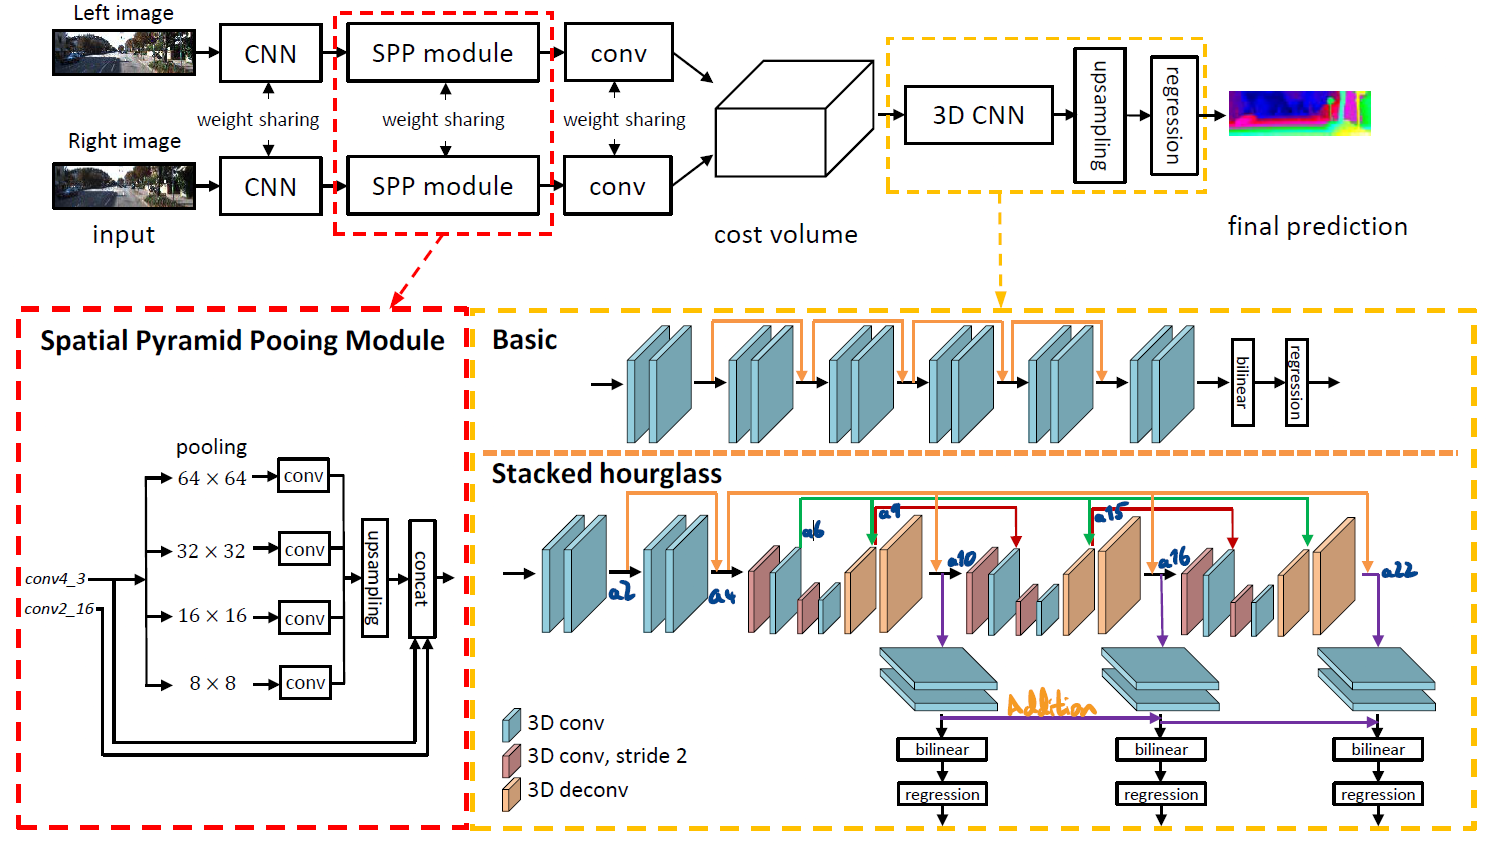 Left image
CNN
SPP module
conv
weight sharing
weight sharing
weight sharing
Right image
CNN
SPP module
conv
input
cost volume
3D CNN
upsampling
regression
final prediction
Spatial Pyramid Pooing Module
pooling
64 × 64
conv
32 × 32
conv
16 × 16
conv
8 × 8
conv
conv4_3
conv2_16
upsampling
concat
Basic
bilinear
regression
Stacked hourglass
a2
a4
a6
a9
a10
a15
a16
a22
Addition
3D conv
3D conv, stride 2
3D deconv
bilinear
bilinear
bilinear
regression
regression
regression